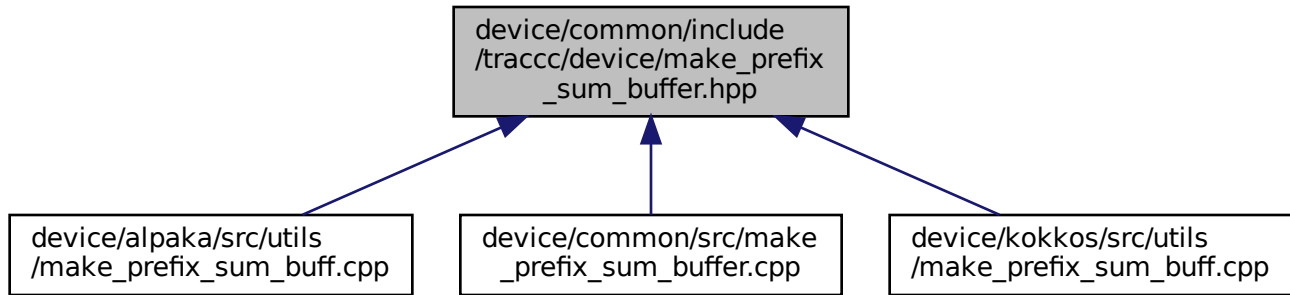 device/common/include
/traccc/device/make_prefix
_sum_buffer.hpp
device/alpaka/src/utils
/make_prefix_sum_buff.cpp
device/common/src/make
_prefix_sum_buffer.cpp
device/kokkos/src/utils
/make_prefix_sum_buff.cpp